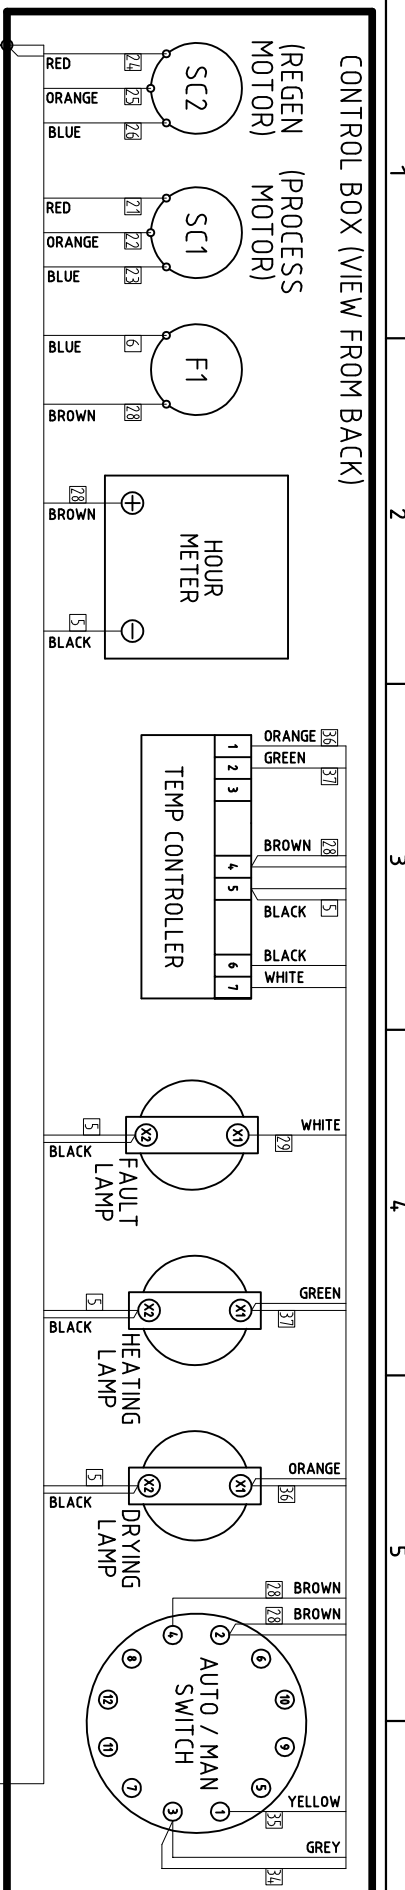 CONTROL BOX (VIEW FROM BACK)
1
2
3
4
5
(REGEN
MOTOR)
SC2
RED 24
ORANGE 25
BLUE 26
(PROCESS
MOTOR)
SC1
RED 21
ORANGE 22
BLUE 23
F1
BLUE 6
BROWN 28
HOUR
METER
+
28
BROWN
-
5
BLACK
TEMP CONTROLLER
1 ORANGE 36
2 GREEN 37
3
4 BROWN 28
5 BLACK 5
6 BLACK
7 WHITE
WHITE
29
X1
X2
5
BLACK
FAULT
LAMP
GREEN
37
X1
X2
5
BLACK
HEATING
LAMP
ORANGE
36
X1
X2
5
BLACK
DRYING
LAMP
28 BROWN
28 BROWN
4
2
8
6
12
10
11
9
7
5
3
1
AUTO / MAN
SWITCH
YELLOW
35
GREY
34